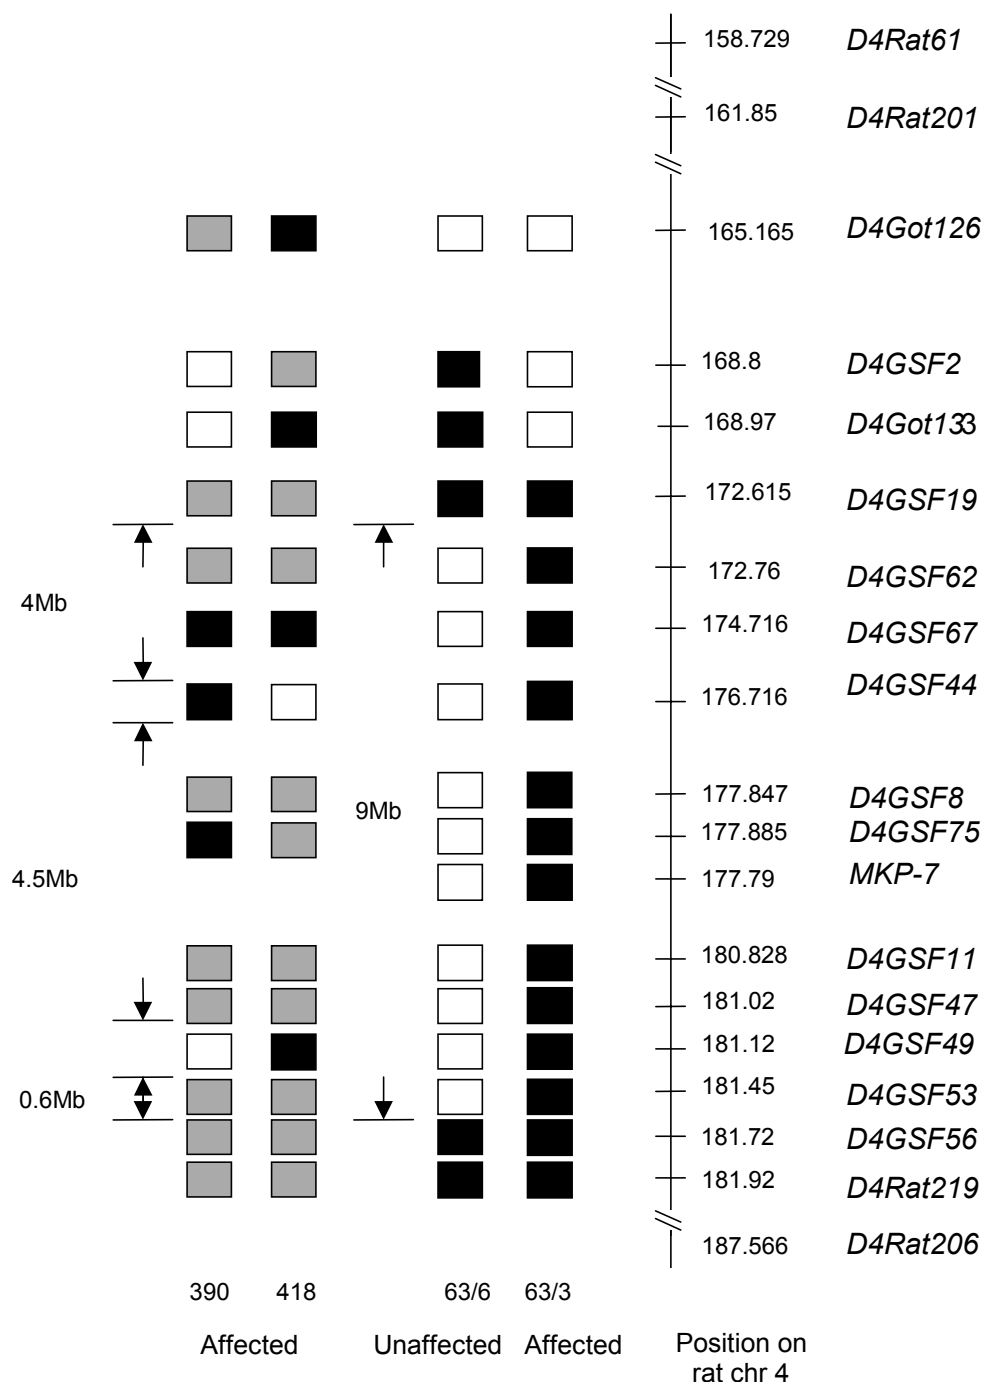 158.729 D4Rat61
161.85 D4Rat201
165.165 D4Got126
168.8 D4GSF2
168.97 D4Got133
172.615 D4GSF19
172.76 D4GSF62
4Mb
174.716 D4GSF67
176.716 D4GSF44
177.847 D4GSF8
9Mb
177.885 D4GSF75
4.5Mb
177.79 MKP-7
180.828 D4GSF11
181.02 D4GSF47
181.12 D4GSF49
0.6Mb
181.45 D4GSF53
181.72 D4GSF56
181.92 D4Rat219
187.566 D4Rat206
390 418 63/6 63/3
Affected Unaffected Affected Position on
rat chr 4